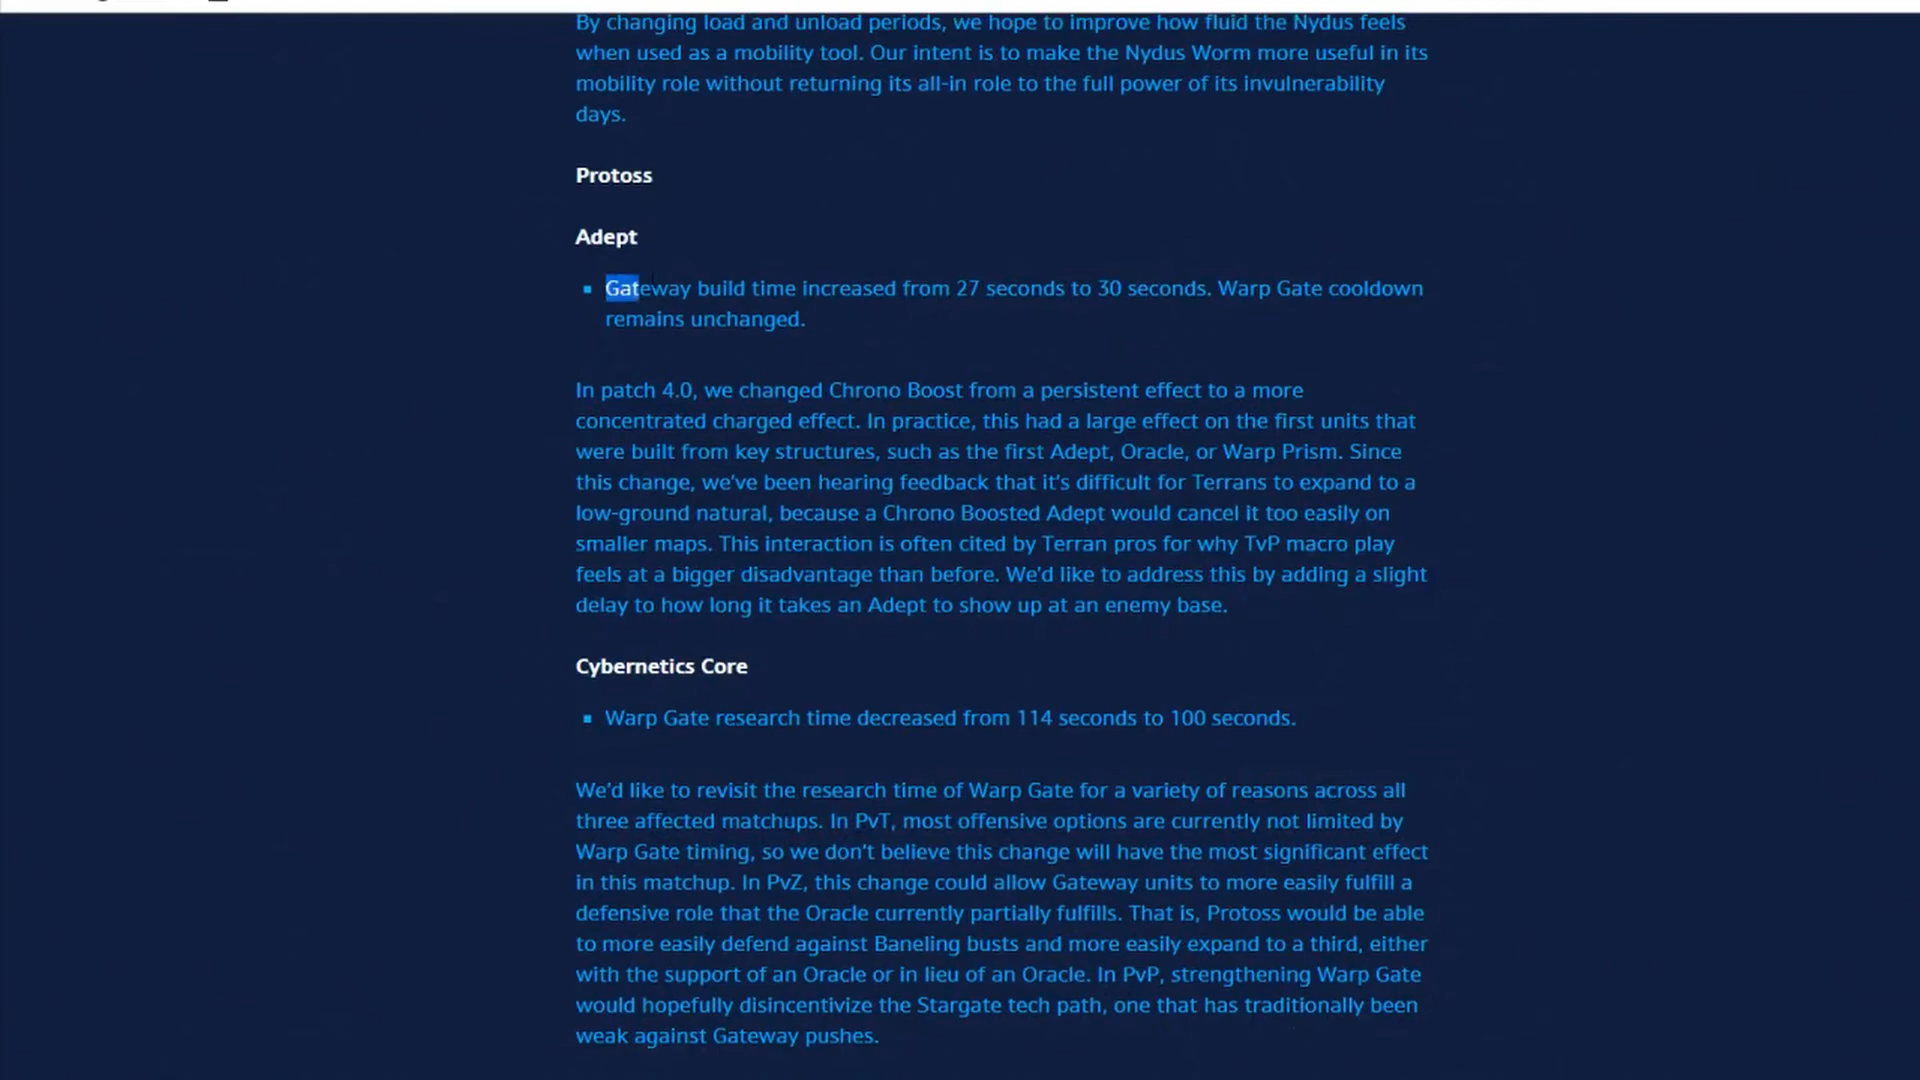 By changing load and unload periods, we hope to improve how fluid the Nydus feels
when used as a mobility tool. Our intent is to make the Nydus Worm more useful in its
mobility role without returning its all-in role to the full power of its invulnerability
days.
Protoss
Adept
Gateway build time increased from 27 seconds to 30 seconds. Warp Gate cooldown
remains unchanged.
In patch 4.0, we changed Chrono Boost from a persistent effect to a more
concentrated charged effect. In practice, this had a large effect on the first units that
were built from key structures, such as the first Adept, Oracle, or Warp Prism. Since
this change, we’ve been hearing feedback that it’s difficult for Terrans to expand to a
low-ground natural, because a Chrono Boosted Adept would cancel it too easily on
smaller maps. This interaction is often cited by Terran pros for why TvP macro play
feels at a bigger disadvantage than before. We’d like to address this by adding a slight
delay to how long it takes an Adept to show up at an enemy base.
Cybernetics Core
Warp Gate research time decreased from 114 seconds to 100 seconds.
We’d like to revisit the research time of Warp Gate for a variety of reasons across all
three affected matchups. In PvT, most offensive options are currently not limited by
Warp Gate timing, so we don’t believe this change will have the most significant effect
in this matchup. In PvZ, this change could allow Gateway units to more easily fulfill a
defensive role that the Oracle currently partially fulfills. That is, Protoss would be able
to more easily defend against Baneling busts and more easily expand to a third, either
with the support of an Oracle or in lieu of an Oracle. In PvP, strengthening Warp Gate
would hopefully disincentivize the Stargate tech path, one that has traditionally been
weak against Gateway pushes.